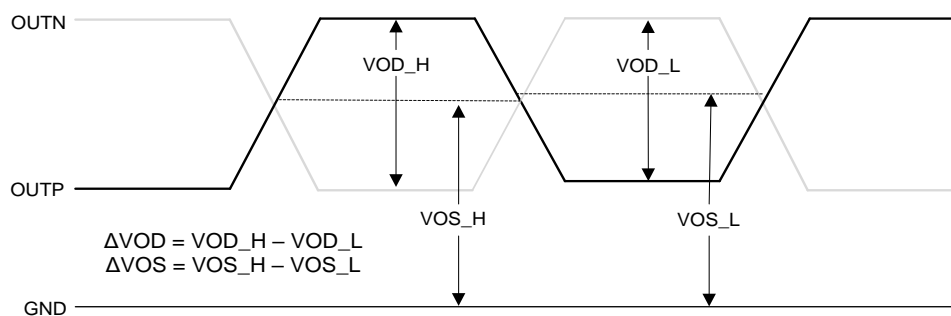 OUTN
VOD_H
VOD_L
OUTP
VOS_H
VOS_L
ΔVOD = VOD_H – VOD_L
ΔVOS = VOS_H – VOS_L
GND